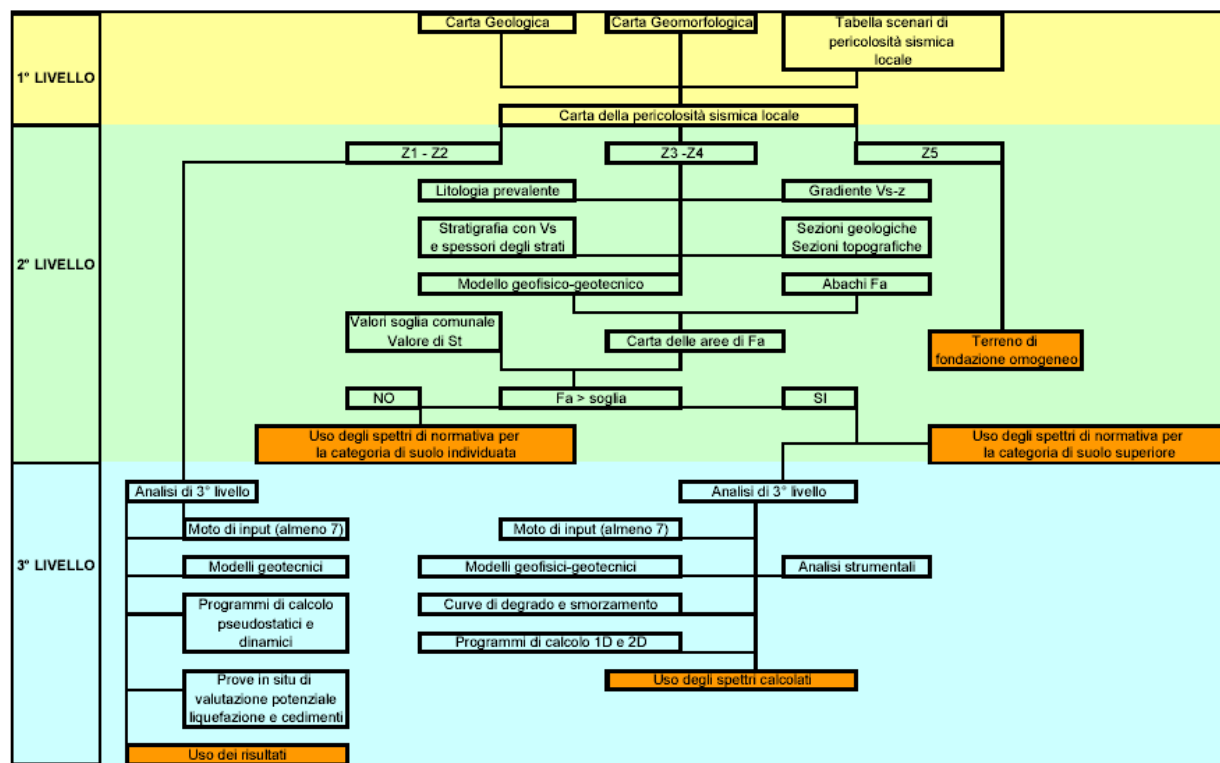 Carta Geologica
Carta Geomorfologica
Tabella scenari di
pericolosità sismica
locale
1° LIVELLO
Carta della pericolosità sismica locale
Z1 - Z2
Z3 -Z4
Z5
Litologia prevalente
Gradiente Vs-z
Stratigrafia con Vs
e spessori degli strati
Sezioni geologiche
Sezioni topografiche
2° LIVELLO
Modello geofisico-geotecnico
Abachi Fa
Valori soglia comunale
Valore di St
Carta delle aree di Fa
Terreno di
fondazione omogeneo
NO
Fa > soglia
SI
Uso degli spettri di normativa per
la categoria di suolo individuata
Uso degli spettri di normativa per
la categoria di suolo superiore
Analisi di 3° livello
Analisi di 3° livello
Moto di input (almeno 7)
Moto di input (almeno 7)
3° LIVELLO
Modelli geotecnici
Modelli geofisici-geotecnici
Analisi strumentali
Programmi di calcolo
pseudostatici e
dinamici
Curve di degrado e smorzamento
Programmi di calcolo 1D e 2D
Prove in situ di
valutazione potenziale
liquefazione e cedimenti
Uso degli spettri calcolati
Uso dei risultati